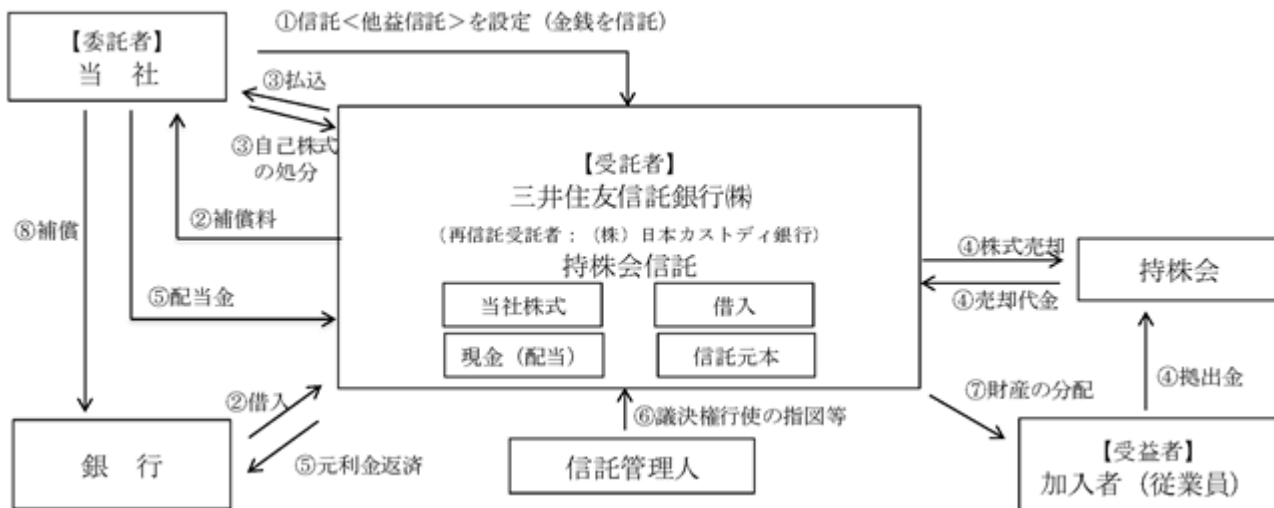 ①信託＜他益信託＞を設定（金銭を信託）
【委託者】
当　社
③払込
③自己株式
の処分
②補償料
⑧補償
⑤配当金
【受託者】
三井住友信託銀行㈱
（再信託受託者：（株）日本カストディ銀行）
持株会信託
当社株式
借入
現金（配当）
信託元本
④株式売却
④売却代金
持株会
④拠出金
⑦財産の分配
②借入
⑤元利金返済
⑥議決権行使の指図等
銀　行
信託管理人
【受益者】
加入者（従業員）